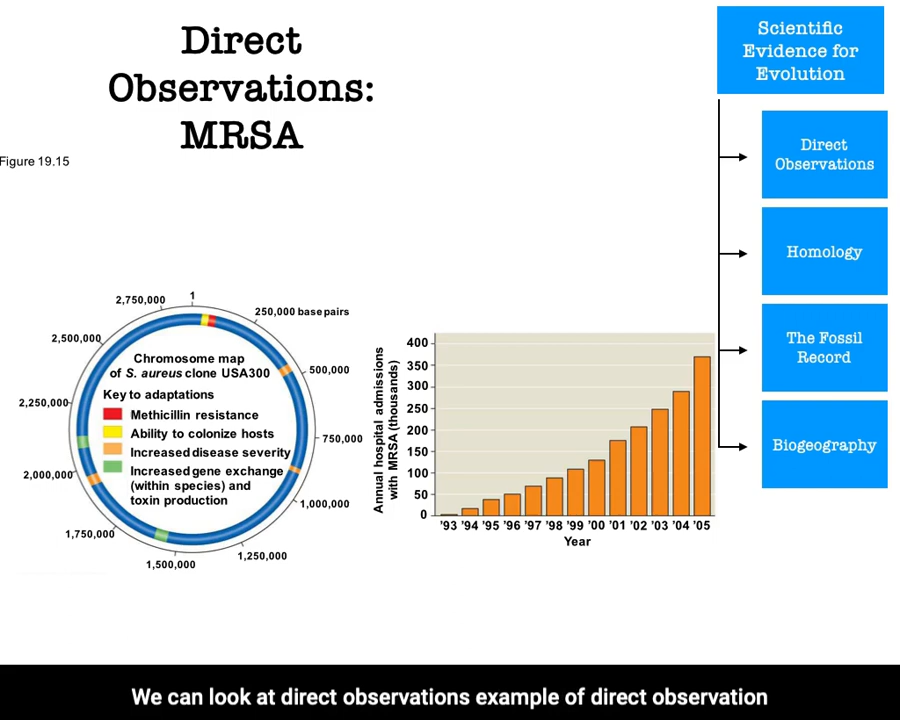 Direct
Observations:
MRSA
Figure 19.15
Scientific
Evidence for
Evolution
Direct
Observations
Homology
The Fossil
Record
Biogeography
1
250,000 base pairs
500,000
750,000
1,000,000
1,250,000
1,500,000
1,750,000
2,000,000
2,250,000
2,500,000
2,750,000
Chromosome map
of S. aureus clone USA300
Key to adaptations
Methicillin resistance
Ability to colonize hosts
Increased disease severity
Increased gene exchange
(within species) and
toxin production
Annual hospital admissions
with MRSA (thousands)
400
350
300
250
200
150
100
50
0
'93 '94 '95 '96 '97 '98 '99 '00 '01 '02 '03 '04 '05
Year
We can look at direct observations example of direct observation